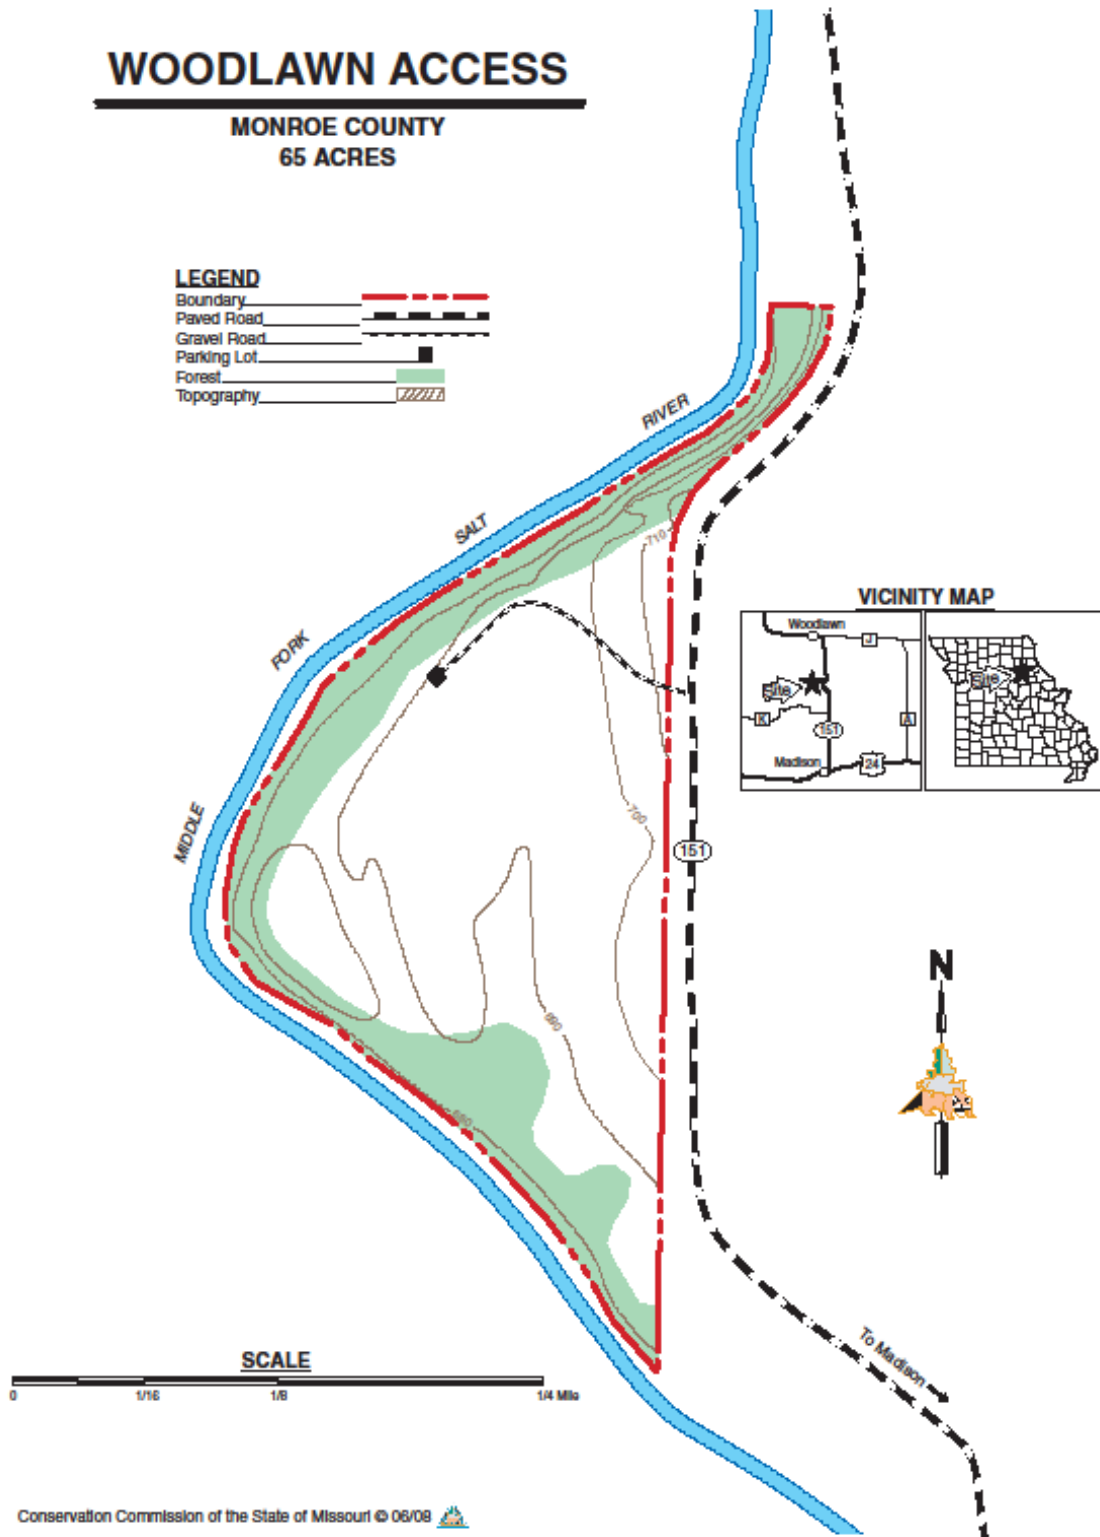 WOODLAWN ACCESS
MONROE COUNTY
65 ACRES
LEGEND
Boundary
Paved Road
Gravel Road
Parking Lot
Forest
Topography
RIVER
SALT
FORK
MIDDLE
710
700
690
680
151
VICINITY MAP
Woodlawn
J
Site
K
151
A
Madison
24
Site
N
To Madison
SCALE
0 1/16 1/8 1/4 Mile
Conservation Commission of the State of Missouri © 06/08